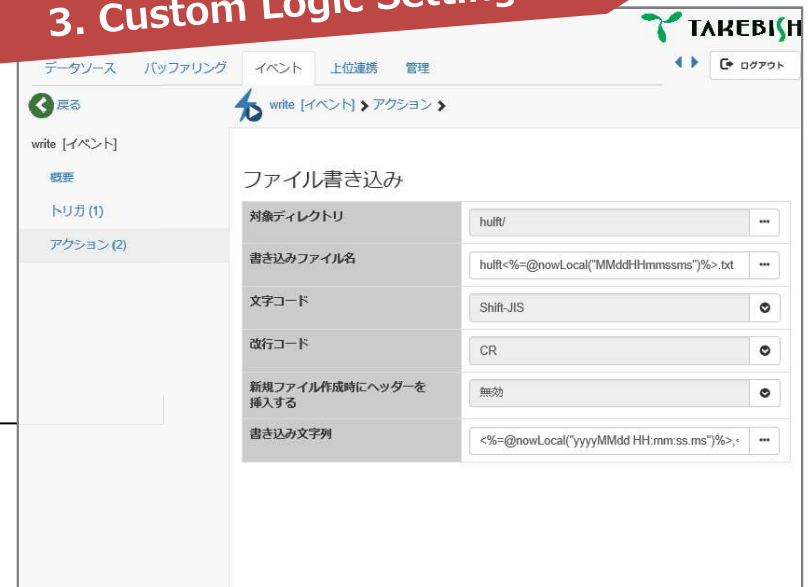 3. Custom Logic Setting
TAKEBISH
データソース バッファリング イベント 上位連携 管理
ログアウト
戻る
write [イベント] アクション
write [イベント]
概要
トリガ (1)
アクション (2)
ファイル書き込み
対象ディレクトリ hulft/ ...
書き込みファイル名 hulft<%=@nowLocal("MMddHHmmssms")%>.txt ...
文字コード Shift-JIS
改行コード CR
新規ファイル作成時にヘッダーを 無効
挿入する
書き込み文字列 <%=@nowLocal("yyyyMMdd HH:mm:ss.ms")%>,< ...